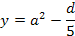 y = a² − d/5